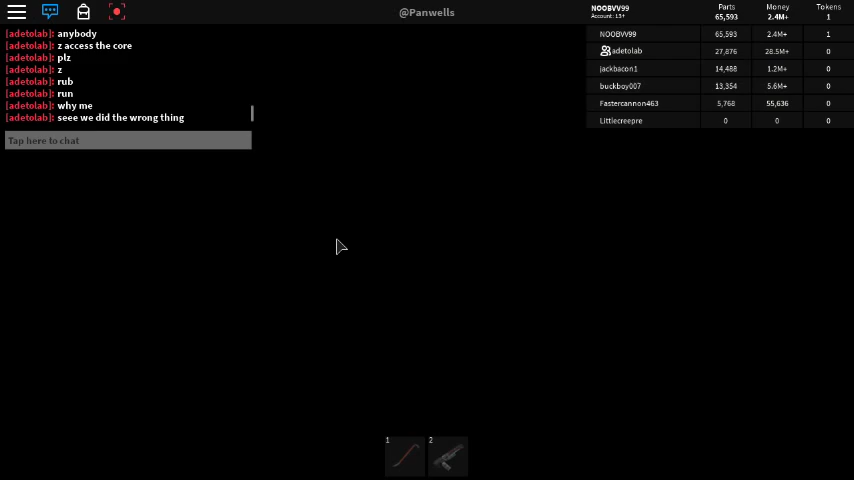 @Panwells
NOOBVV99
Account: 13+
Parts
65,593
Money
2.4M+
Tokens
1
[adetolab]: anybody
[adetolab]: z access the core
[adetolab]: plz
[adetolab]: z
[adetolab]: rub
[adetolab]: run
[adetolab]: why me
[adetolab]: seee we did the wrong thing
Tap here to chat
NOOBVV99 65,593 2.4M+ 1
adetolab 27,876 28.5M+ 0
jackbacon1 14,488 1.2M+ 0
buckboy007 13,354 5.6M+ 0
Fastercannon463 5,768 55,636 0
Littlecreepre 0 0 0
1
2